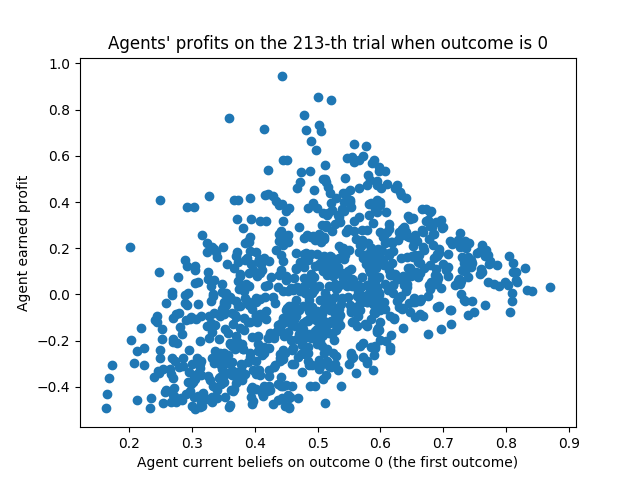 Agents' profits on the 213-th trial when outcome is 0
1.0
0.8
0.6
0.4
0.2
0.0
−0.2
−0.4
Agent earned profit
0.2 0.3 0.4 0.5 0.6 0.7 0.8 0.9
Agent current beliefs on outcome 0 (the first outcome)